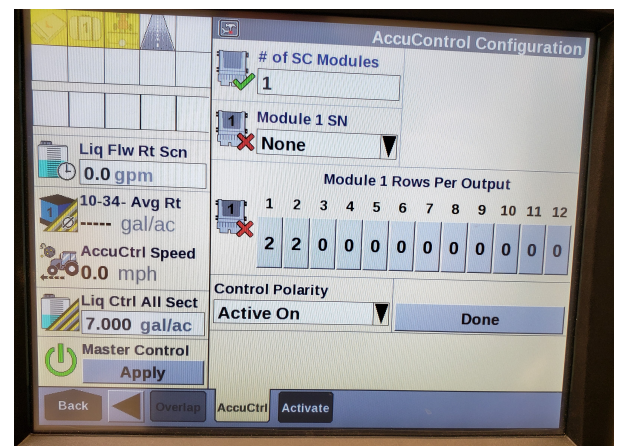 AccuControl Configuration
# of SC Modules
1
1 Module 1 SN
None
Liq Flw Rt Scn
0.0 gpm
Module 1 Rows Per Output
1 10-34- Avg Rt
----- gal/ac
1 1 2 3 4 5 6 7 8 9 10 11 12
2 2 0 0 0 0 0 0 0 0 0 0
AccuCtrl Speed
0.0 mph
Control Polarity
Active On
Done
Liq Ctrl All Sect
7.000 gal/ac
Master Control
Apply
Back
Overlap
AccuCtrl
Activate